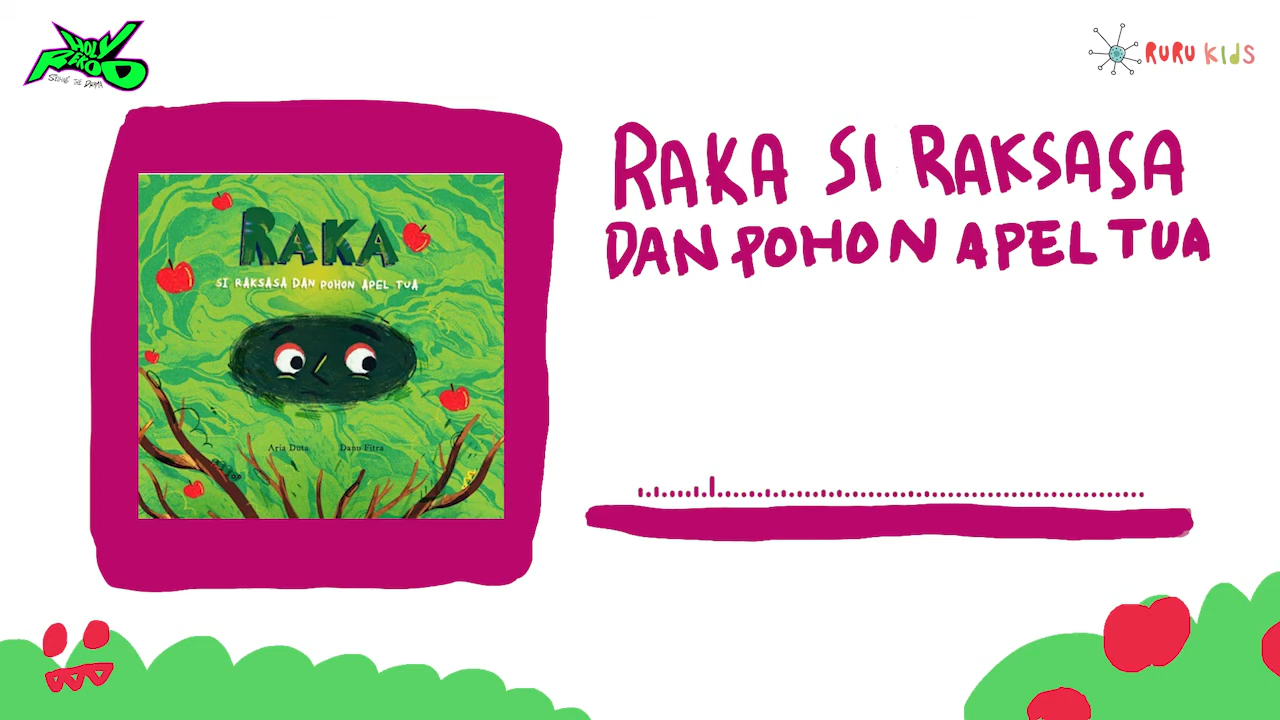 HOLY
REKOD
RURU KIDS
RAKA SI RAKSASA
DAN POHON APEL TUA
RAKA
SI RAKSASA DAN POHON APEL TUA
Aria Duta Danu Fitra